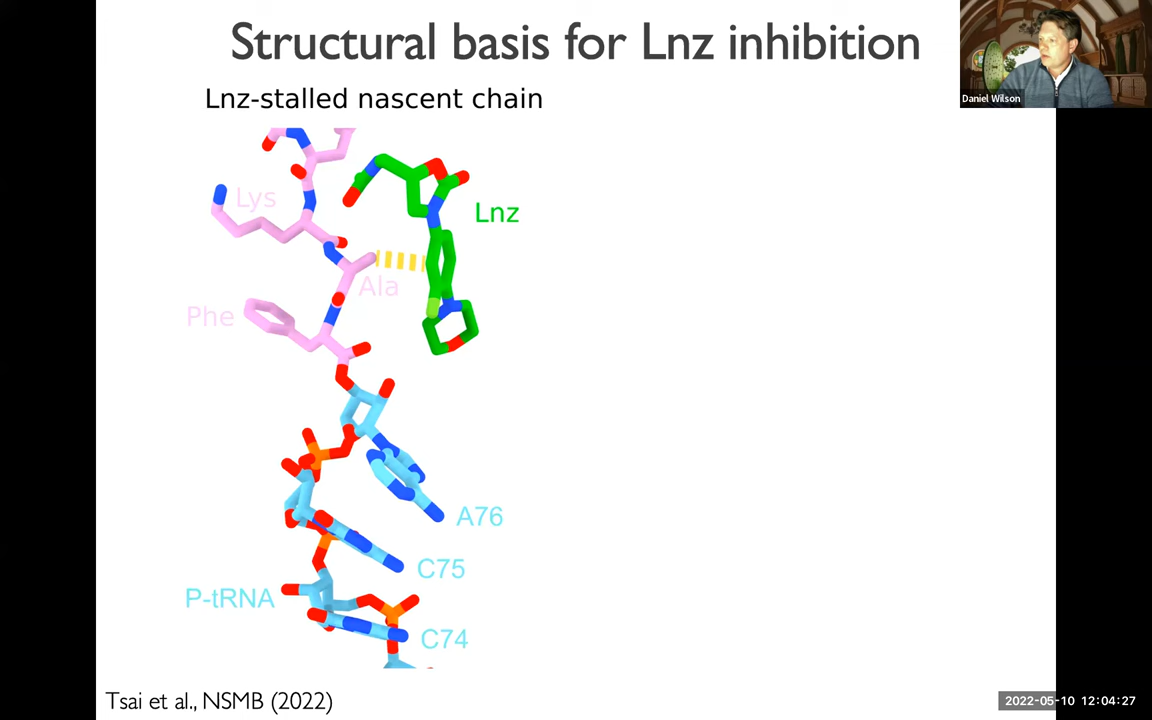 Structural basis for Lnz inhibition
Daniel Wilson
Lnz-stalled nascent chain
Lys
Lnz
Ala
Phe
A76
C75
P-tRNA
C74
Tsai et al., NSMB (2022)
2022-05-10 12:04:27